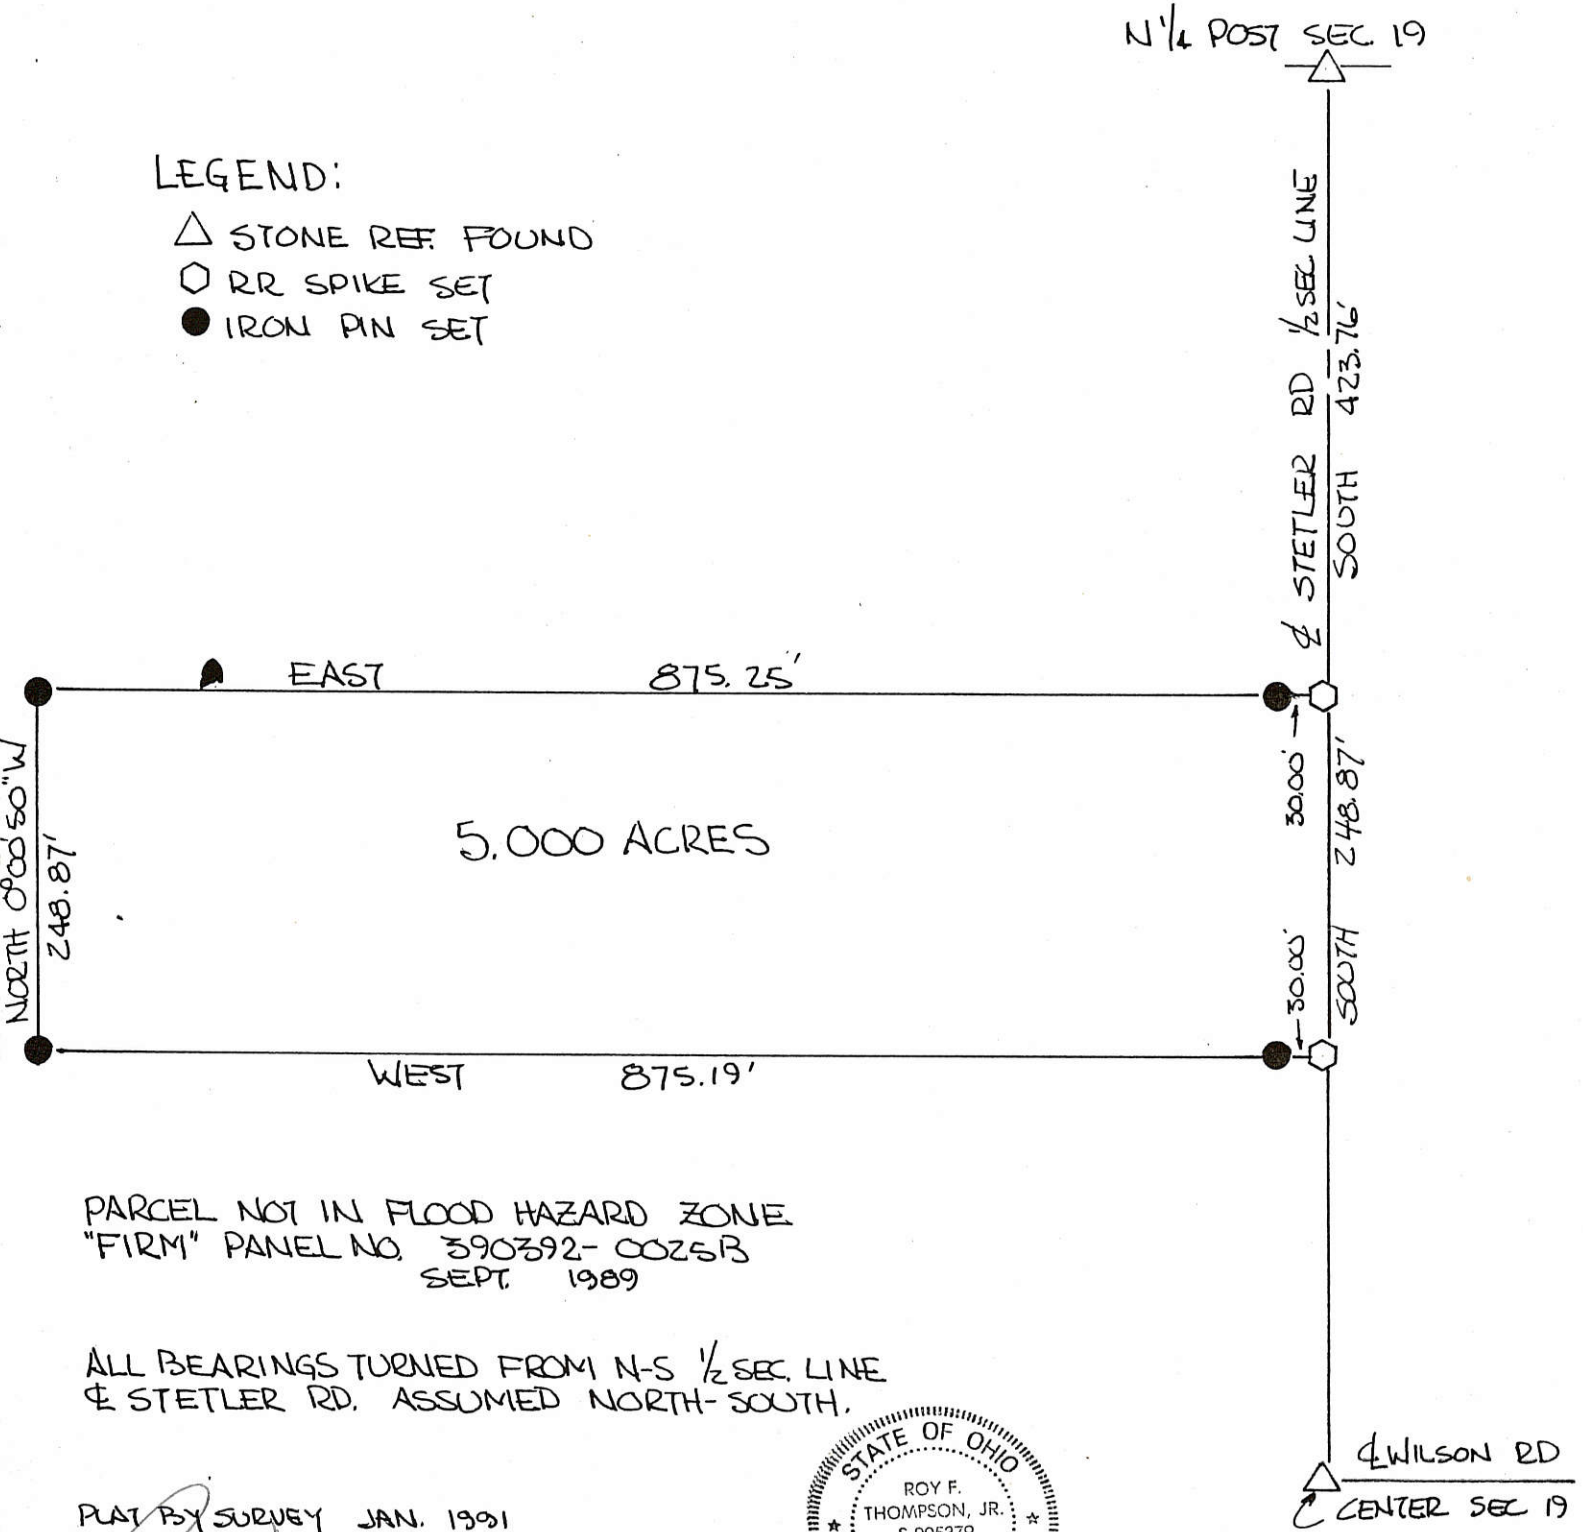 N 1/4 POST SEC. 19
LEGEND:
△ STONE REF. FOUND
⬡ RR SPIKE SET
● IRON PIN SET
℄ STETLER RD 1/2 SEC LINE
SOUTH 423.76'
EAST 875.25'
NORTH 0°00'50"W
248.87'
5.000 ACRES
30.00'
30.00'
SOUTH 248.87'
WEST 875.19'
PARCEL NOT IN FLOOD HAZARD ZONE
"FIRM" PANEL NO. 390392-0025B
SEPT. 1989
ALL BEARINGS TURNED FROM N-S 1/2 SEC. LINE
℄ STETLER RD. ASSUMED NORTH-SOUTH.
℄ WILSON RD
CENTER SEC 19
PLAT BY SURVEY JAN. 1991
STATE OF OHIO
ROY F.
THOMPSON, JR.